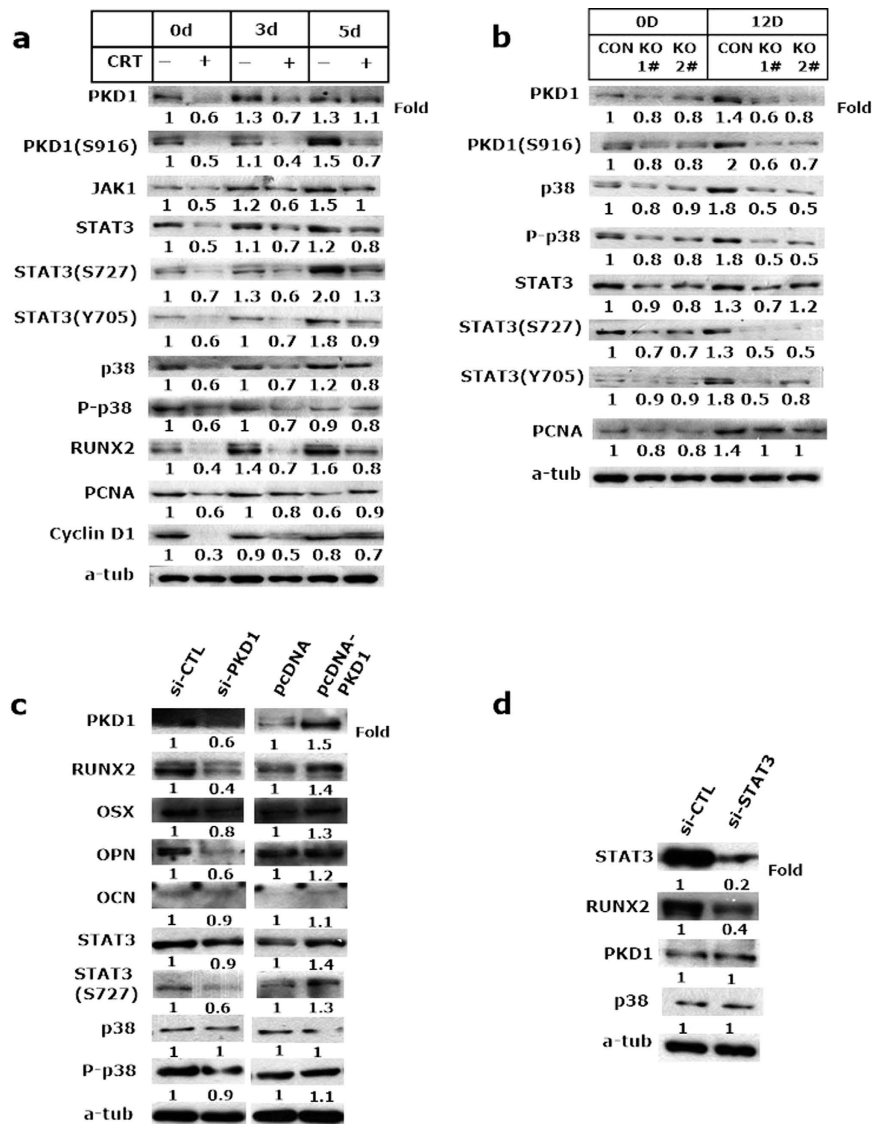 a
0d 3d 5d
CRT – + – + – +
PKD1
Fold
1 0.6 1.3 0.7 1.3 1.1
PKD1(S916)
1 0.5 1.1 0.4 1.5 0.7
JAK1
1 0.5 1.2 0.6 1.5 1
STAT3
1 0.5 1.1 0.7 1.2 0.8
STAT3(S727)
1 0.7 1.3 0.6 2.0 1.3
STAT3(Y705)
1 0.6 1 0.7 1.8 0.9
p38
1 0.6 1 0.7 1.2 0.8
P-p38
1 0.6 1 0.7 0.9 0.8
RUNX2
1 0.4 1.4 0.7 1.6 0.8
PCNA
1 0.6 1 0.8 0.6 0.9
Cyclin D1
1 0.3 0.9 0.5 0.8 0.7
a-tub
b
0D 12D
CON KO KO CON KO KO
1# 2# 1# 2#
PKD1
Fold
1 0.8 0.8 1.4 0.6 0.8
PKD1(S916)
1 0.8 0.8 2 0.6 0.7
p38
1 0.8 0.9 1.8 0.5 0.5
P-p38
1 0.8 0.8 1.8 0.5 0.5
STAT3
1 0.9 0.8 1.3 0.7 1.2
STAT3(S727)
1 0.7 0.7 1.3 0.5 0.5
STAT3(Y705)
1 0.9 0.9 1.8 0.5 0.8
PCNA
1 0.8 0.8 1.4 1 1
a-tub
c
si-CTL si-PKD1 pcDNA pcDNA-
PKD1
PKD1
Fold
1 0.6 1 1.5
RUNX2
1 0.4 1 1.4
OSX
1 0.8 1 1.3
OPN
1 0.6 1 1.2
OCN
1 0.9 1 1.1
STAT3
1 0.9 1 1.4
STAT3
(S727)
1 0.6 1 1.3
p38
1 1 1 1
P-p38
1 0.9 1 1.1
a-tub
d
si-CTL si-STAT3
STAT3
Fold
1 0.2
RUNX2
1 0.4
PKD1
1 1
p38
1 1
a-tub